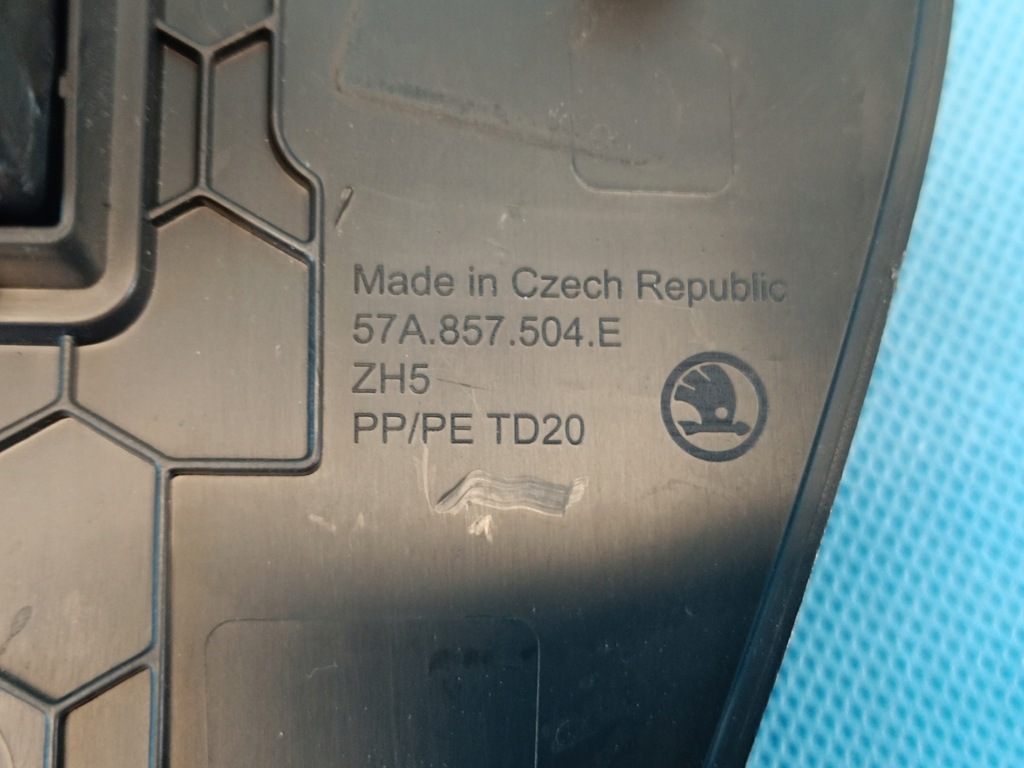 Made in Czech Republic
57A.857.504.E
ZH5
PP/PE TD20